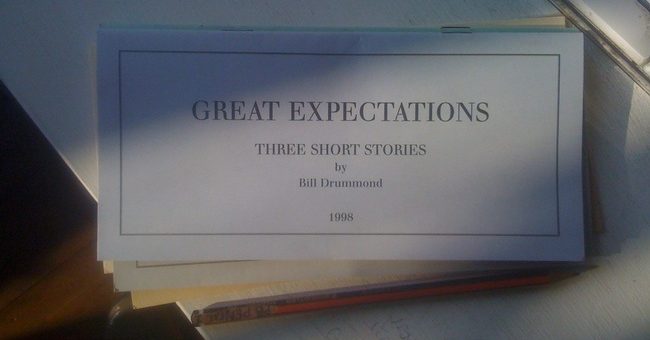 GREAT EXPECTATIONS
THREE SHORT STORIES
by
Bill Drummond
1998